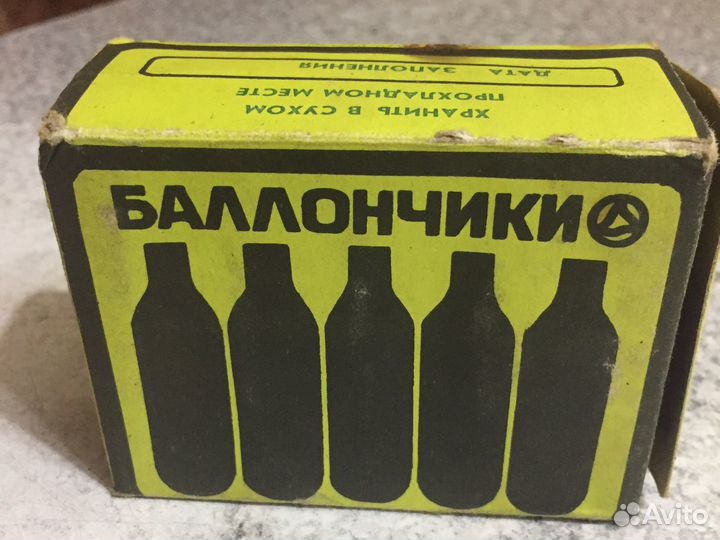 ХРАНИТЬ В СУХОМ
ПРОХЛАДНОМ МЕСТЕ
ДАТА ЗАПОЛНЕНИЯ
БАЛЛОНЧИКИ
Avito